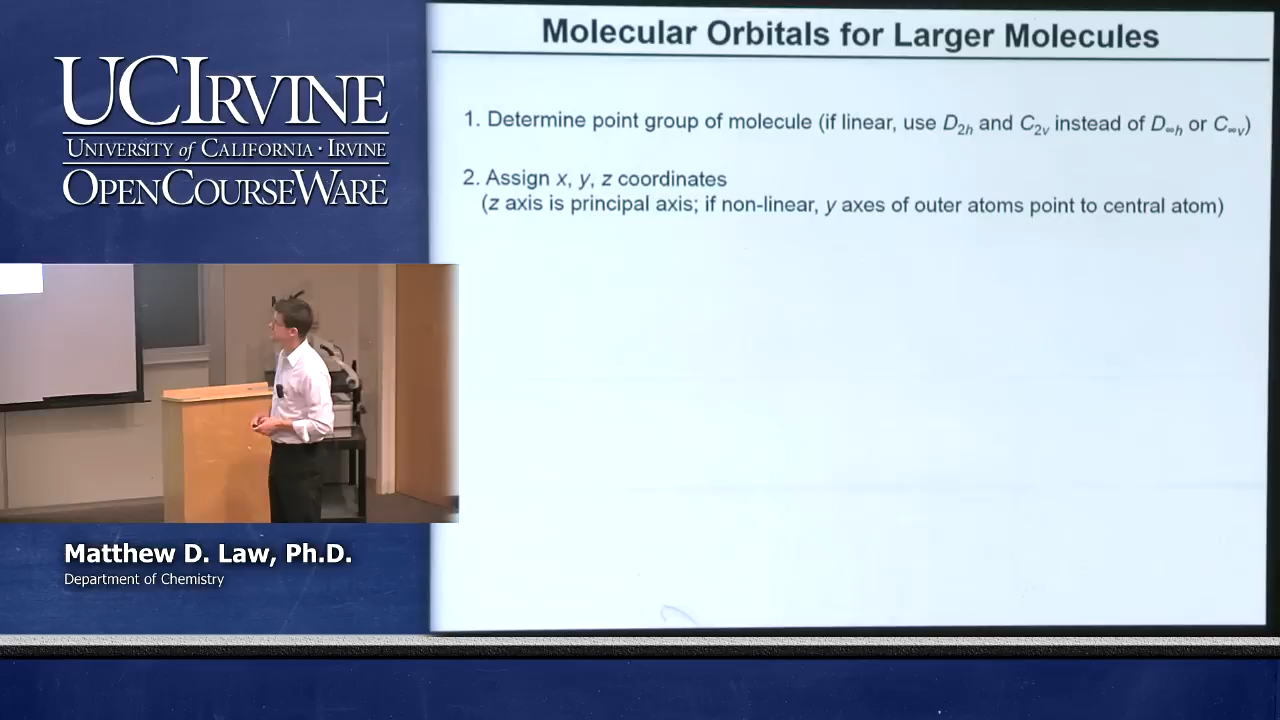 UCIRVINE
UNIVERSITY of CALIFORNIA · IRVINE
OPENCOURSEWARE
Matthew D. Law, Ph.D.
Department of Chemistry
Molecular Orbitals for Larger Molecules
1. Determine point group of molecule (if linear, use D2h and C2v instead of D∞h or C∞v)
2. Assign x, y, z coordinates
(z axis is principal axis; if non-linear, y axes of outer atoms point to central atom)